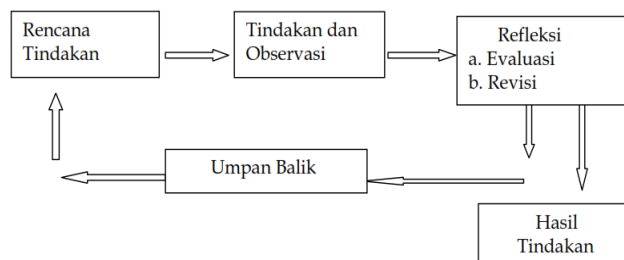 Rencana
Tindakan
Tindakan dan
Observasi
Refleksi
a. Evaluasi
b. Revisi
Umpan Balik
Hasil
Tindakan